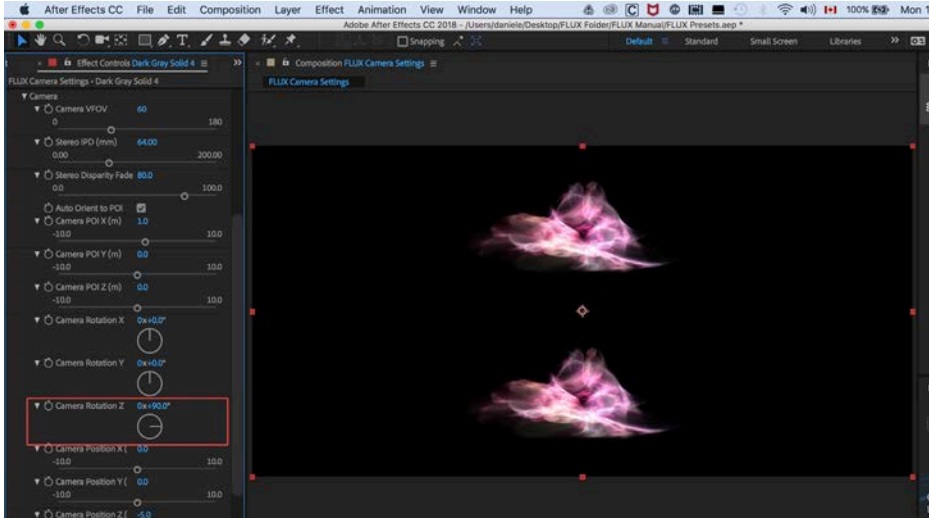 After Effects CC File Edit Composition Layer Effect Animation View Window Help 100% Mon 1
Adobe After Effects CC 2018 - /Users/daniele/Desktop/FLUX Folder/FLUX Manual/FLUX Presets.aep *
Snapping Default Standard Small Screen Libraries
Effect Controls Dark Gray Solid 4 Composition FLUX Camera Settings
FLUX Camera Settings • Dark Gray Solid 4 FLUX Camera Settings
Camera
Camera VFOV 60
0 180
Stereo IPD (mm) 64.00
0.00 200.00
Stereo Disparity Fade 80.0
0.0 100.0
Auto Orient to POI
Camera POI X (m) 1.0
-10.0 10.0
Camera POI Y (m) 0.0
-10.0 10.0
Camera POI Z (m) 0.0
-10.0 10.0
Camera Rotation X 0x+0.0°
Camera Rotation Y 0x+0.0°
Camera Rotation Z 0x+90.0°
Camera Position X ( 0.0
-10.0 10.0
Camera Position Y ( 0.0
-10.0 10.0
Camera Position Z ( -5.0